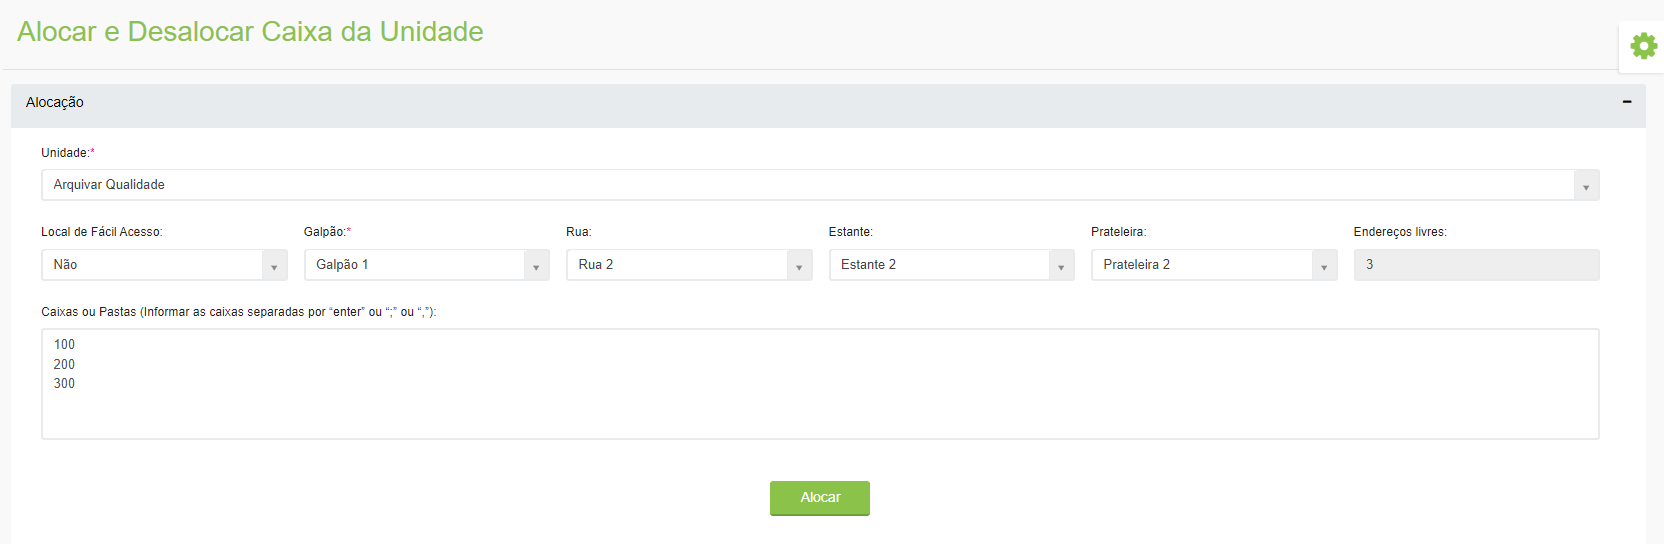 Alocar e Desalocar Caixa da Unidade
Alocação
Unidade:*
Arquivar Qualidade
Local de Fácil Acesso: Galpão:* Rua: Estante: Prateleira: Endereços livres:
Não Galpão 1 Rua 2 Estante 2 Prateleira 2 3
Caixas ou Pastas (Informar as caixas separadas por “enter” ou “;” ou “,”):
100
200
300
Alocar